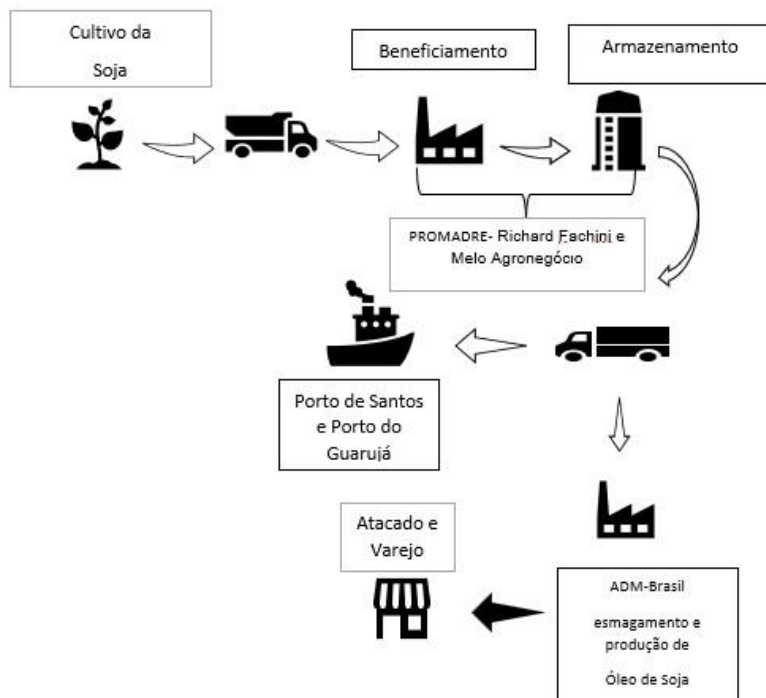 Cultivo da
Soja
Beneficiamento
Armazenamento
PROMADRE- Richard Fachini e
Melo Agronegócio
Porto de Santos
e Porto do
Guarujá
Atacado e
Varejo
ADM-Brasil
esmagamento e
produção de
Óleo de Soja